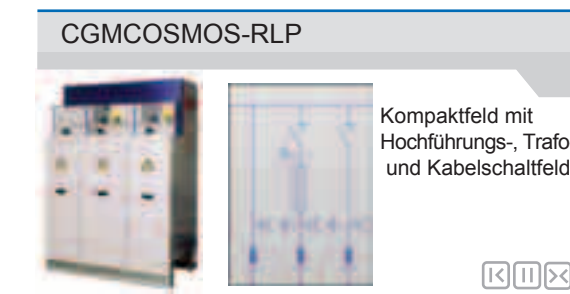 CGMCOSMOS-RLP
Kompaktfeld mit
Hochführungs-, Trafo
und Kabelschaltfeld